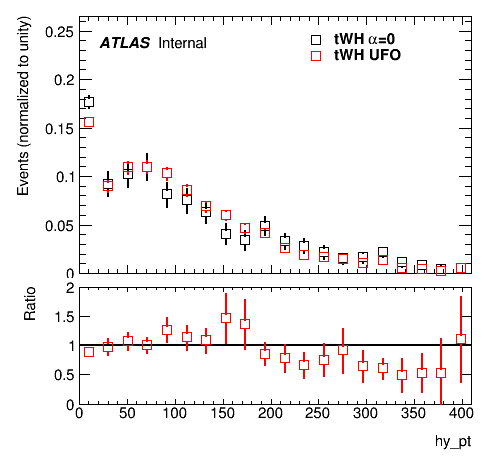 ATLAS Internal
tWH α=0
tWH UFO
Events (normalized to unity)
0.25
0.2
0.15
0.1
0.05
0
Ratio
2
1.5
1
0.5
0
0 50 100 150 200 250 300 350 400
hy_pt